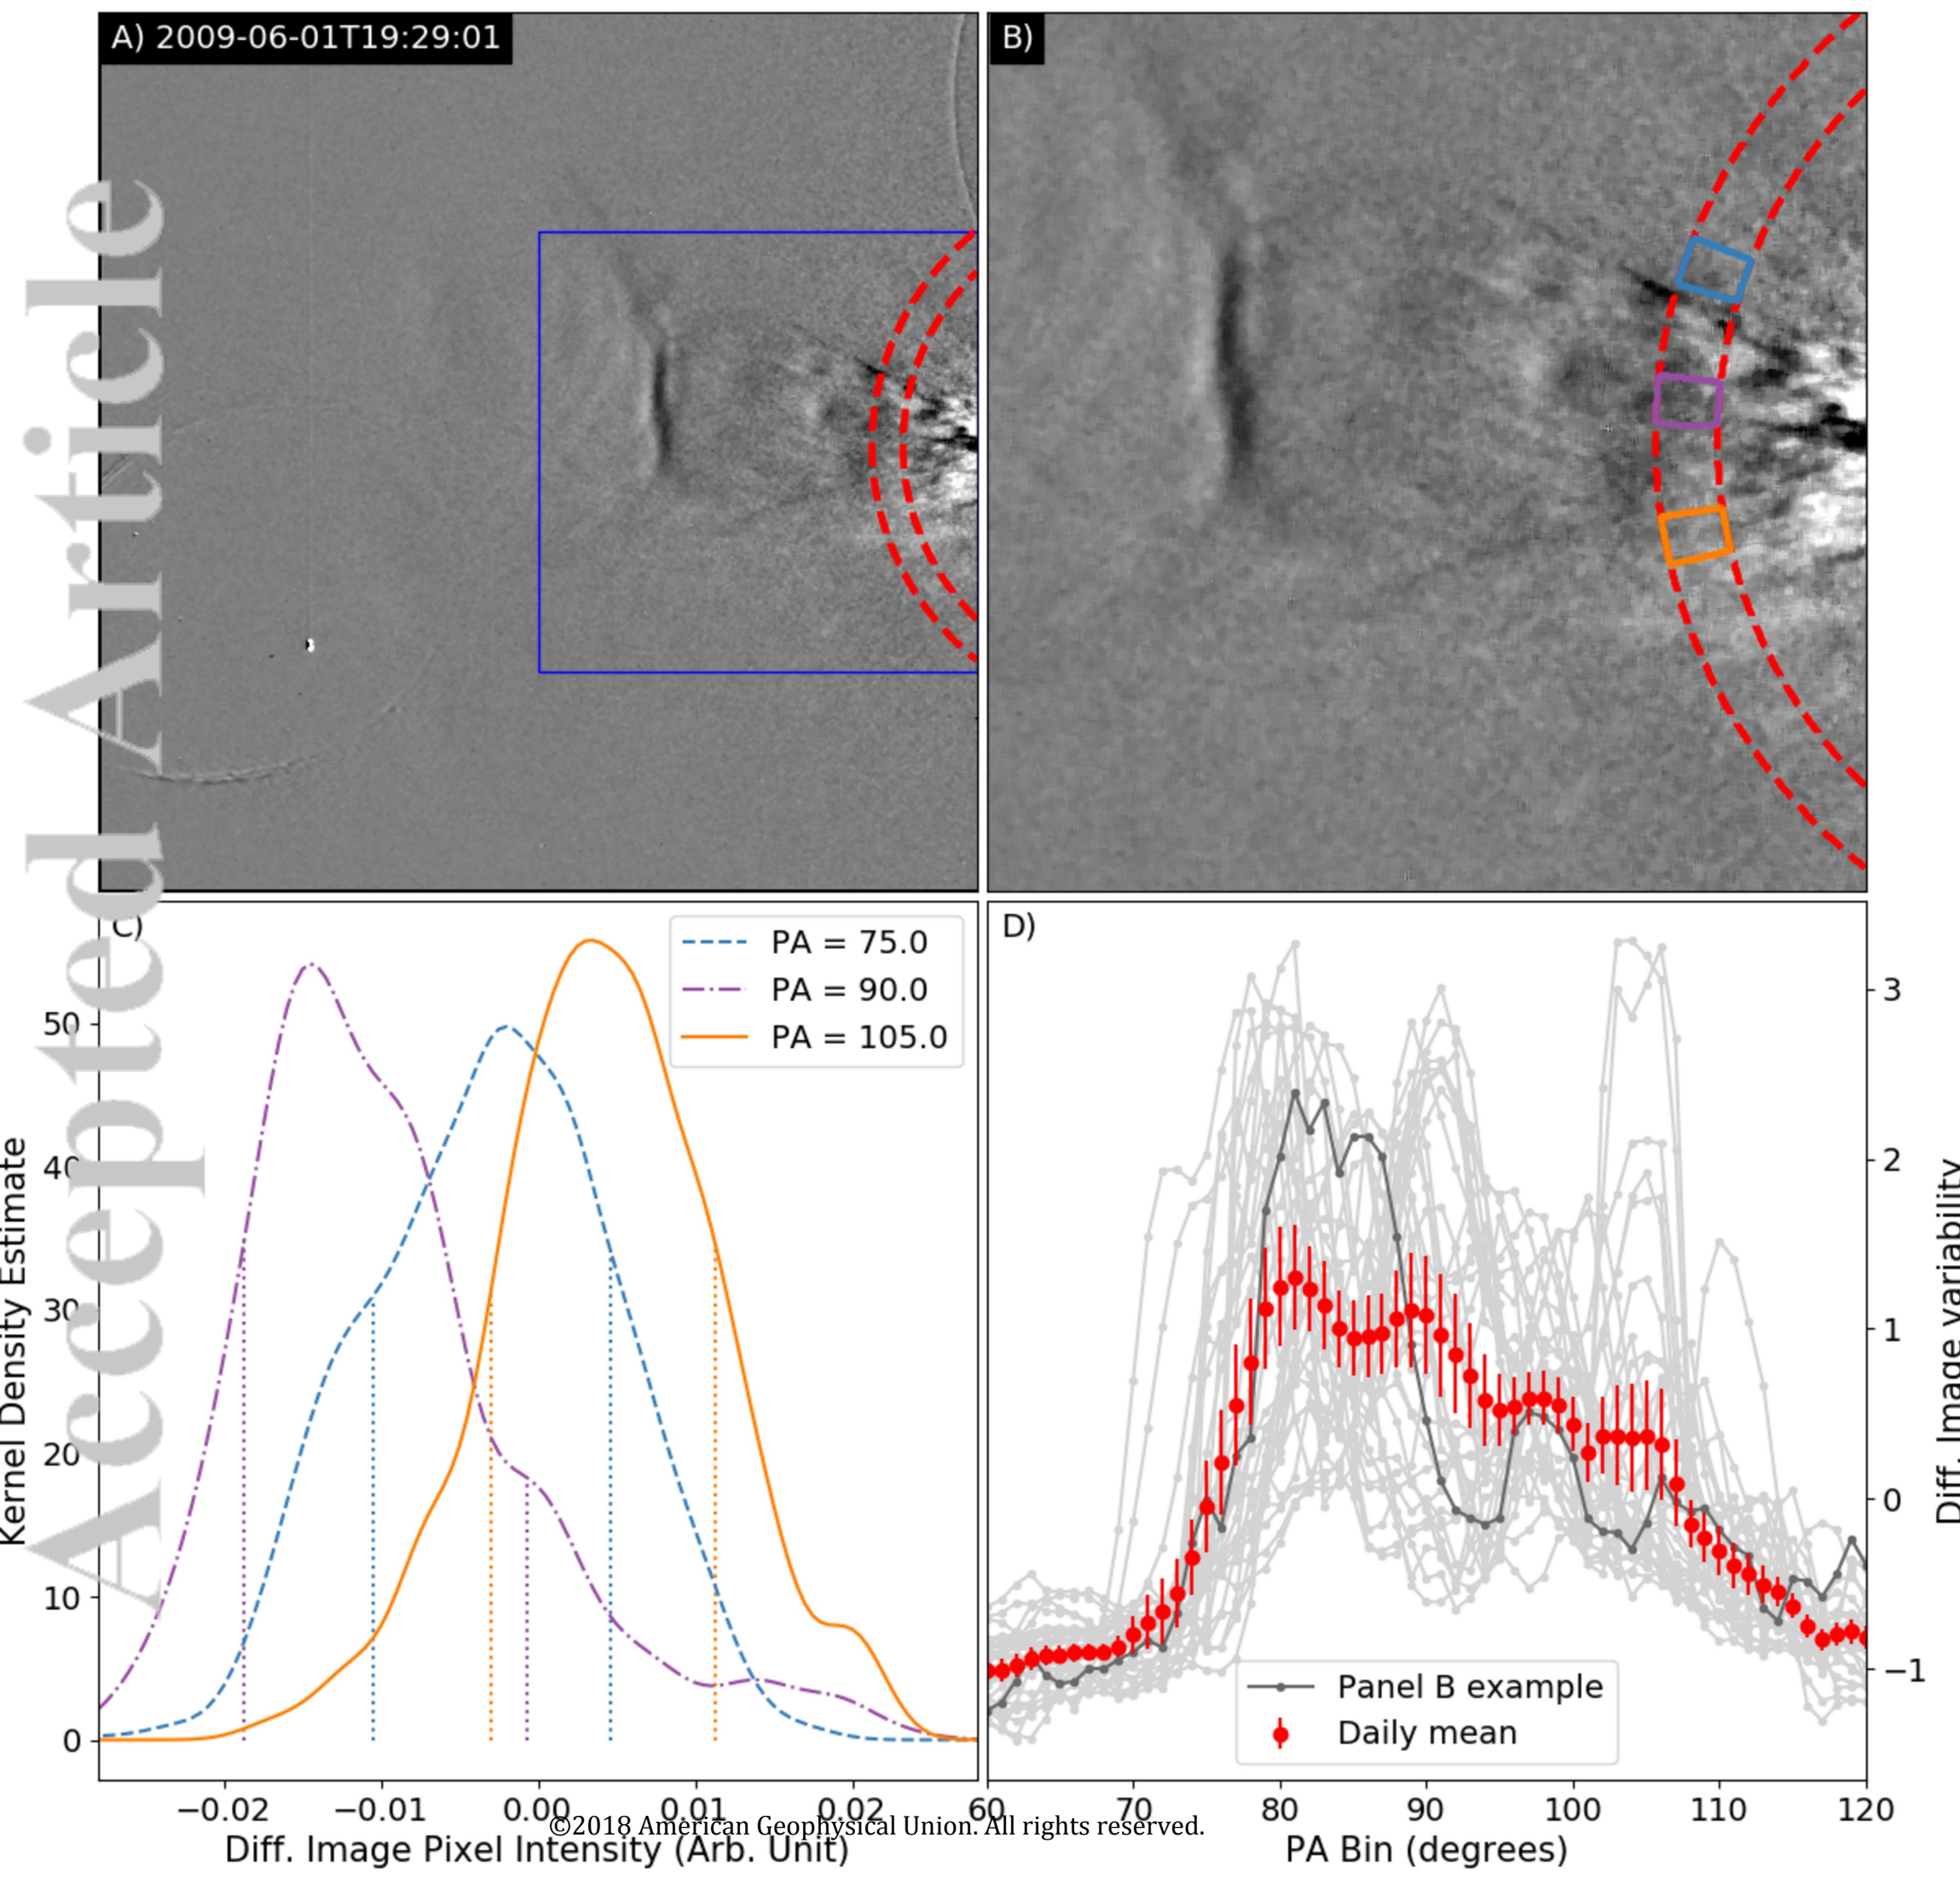 A) 2009-06-01T19:29:01
B)
Accepted Article
C)
PA = 75.0
PA = 90.0
PA = 105.0
Kernel Density Estimate
50
40
30
20
10
0
−0.02
−0.01
0.00
0.01
0.02
Diff. Image Pixel Intensity (Arb. Unit)
D)
3
2
1
0
−1
Diff. Image variability
Panel B example
Daily mean
60
70
80
90
100
110
120
PA Bin (degrees)
©2018 American Geophysical Union. All rights reserved.